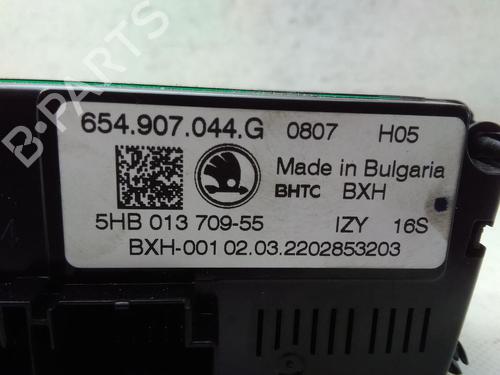 654.907.044.G 0807 H05
Made in Bulgaria
BHTC BXH
5HB 013 709-55 IZY 16S
BXH-001 02.03.2202853203
B-PARTS